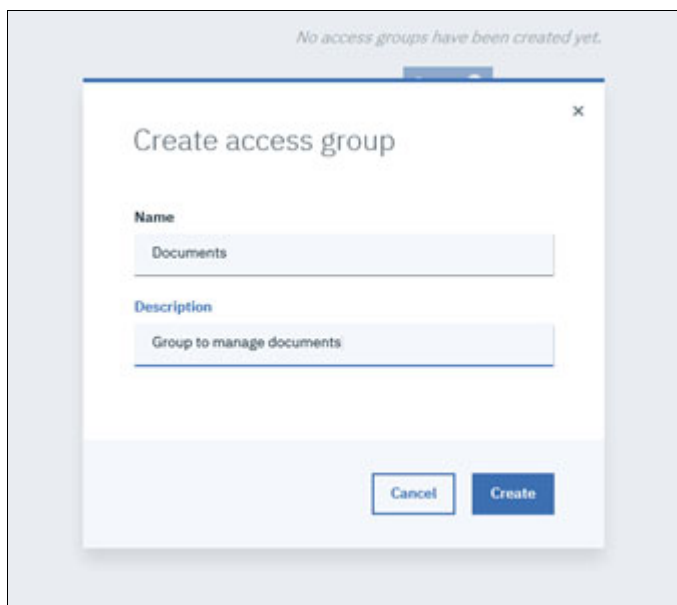 No access groups have been created yet.
×
Create access group
Name
Documents
Description
Group to manage documents
Cancel
Create